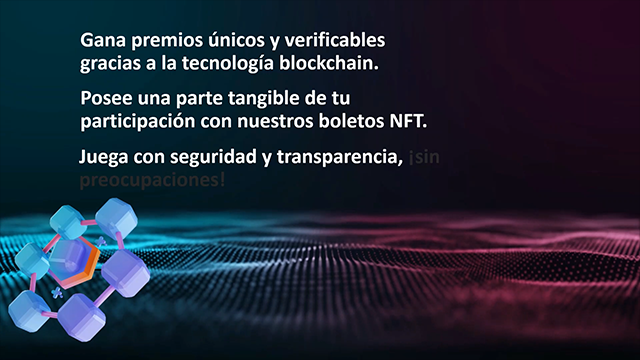 Gana premios únicos y verificables
gracias a la tecnología blockchain.
Posee una parte tangible de tu
participación con nuestros boletos NFT.
Juega con seguridad y transparencia, ¡sin
preocupaciones!